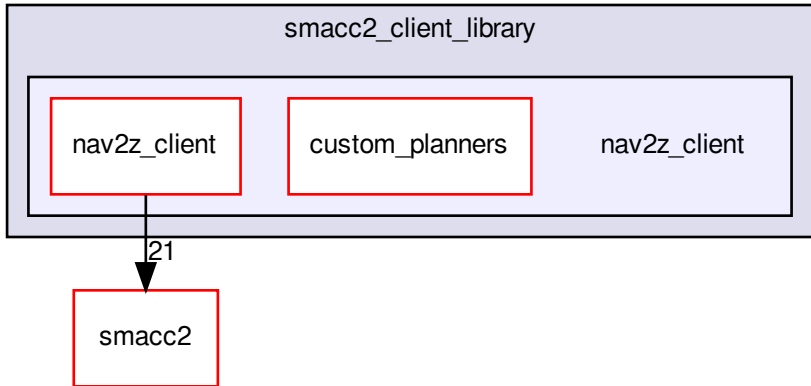 smacc2_client_library
nav2z_client
custom_planners
nav2z_client
21
smacc2